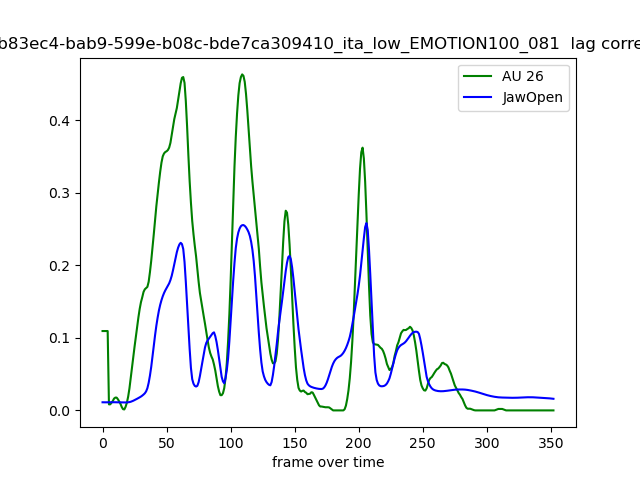 b83ec4-bab9-599e-b08c-bde7ca309410_ita_low_EMOTION100_081  lag corre
AU 26
JawOpen
0.4
0.3
0.2
0.1
0.0
0 50 100 150 200 250 300 350
frame over time